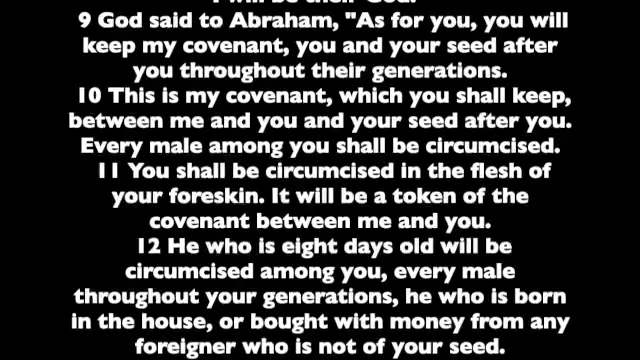 I will be their God.
9 God said to Abraham, "As for you, you will
keep my covenant, you and your seed after
you throughout their generations.
10 This is my covenant, which you shall keep,
between me and you and your seed after you.
Every male among you shall be circumcised.
11 You shall be circumcised in the flesh of
your foreskin. It will be a token of the
covenant between me and you.
12 He who is eight days old will be
circumcised among you, every male
throughout your generations, he who is born
in the house, or bought with money from any
foreigner who is not of your seed.